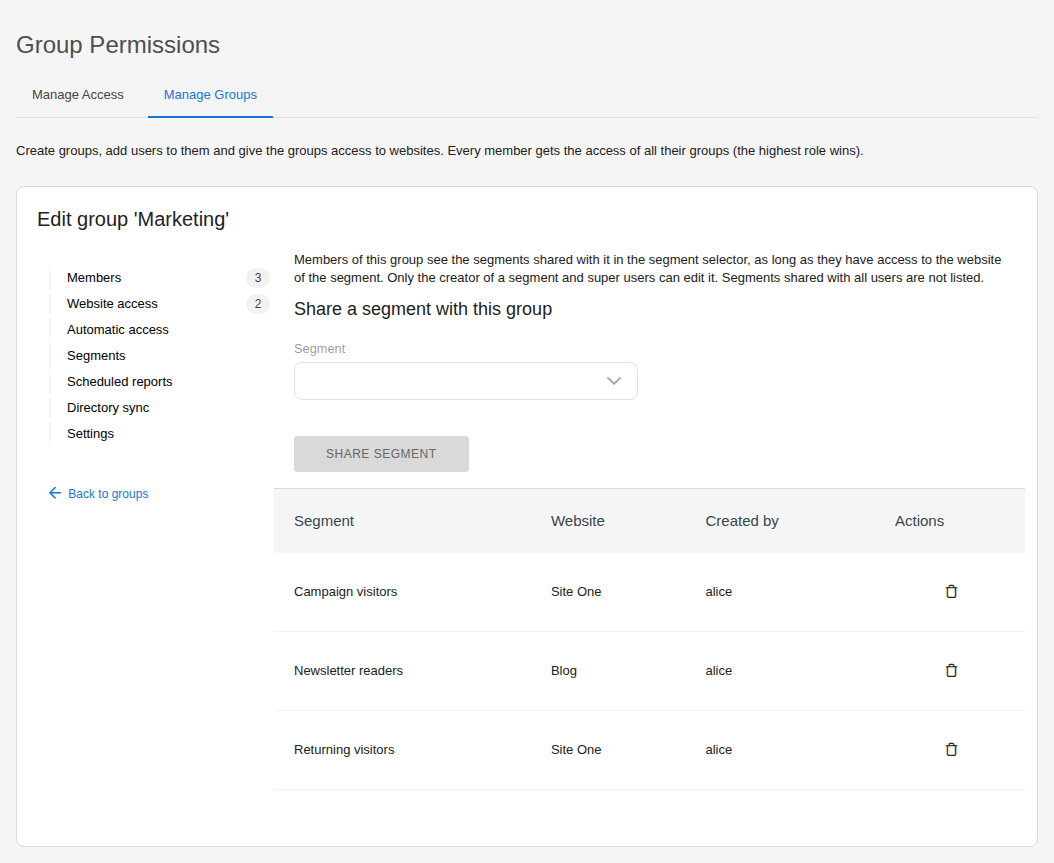 Group Permissions
Manage Access
Manage Groups
Create groups, add users to them and give the groups access to websites. Every member gets the access of all their groups (the highest role wins).
Edit group 'Marketing'
Members 3
Website access 2
Automatic access
Segments
Scheduled reports
Directory sync
Settings
Back to groups
Members of this group see the segments shared with it in the segment selector, as long as they have access to the website
of the segment. Only the creator of a segment and super users can edit it. Segments shared with all users are not listed.
Share a segment with this group
Segment
SHARE SEGMENT
Segment Website Created by Actions
Campaign visitors Site One alice
Newsletter readers Blog alice
Returning visitors Site One alice